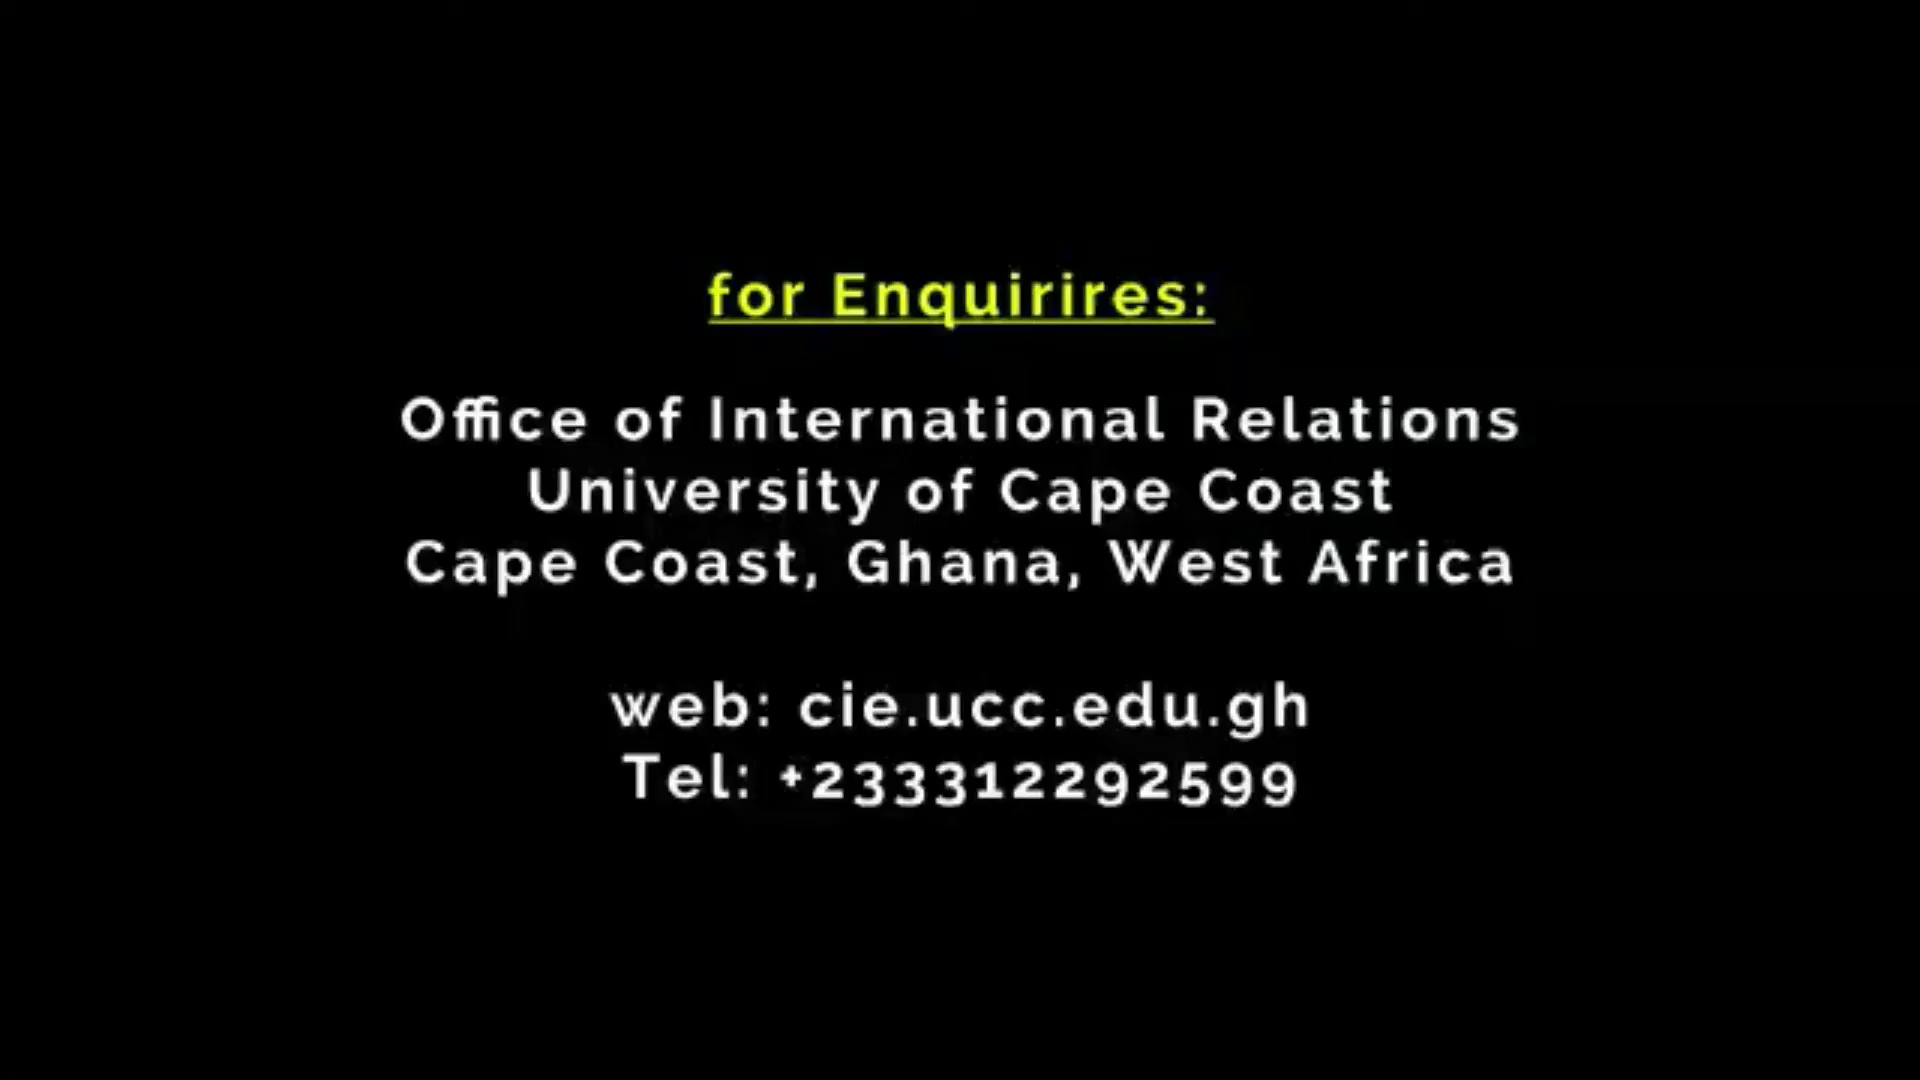 for Enquirires:
Office of International Relations
University of Cape Coast
Cape Coast, Ghana, West Africa
web: cie.ucc.edu.gh
Tel: +233312292599